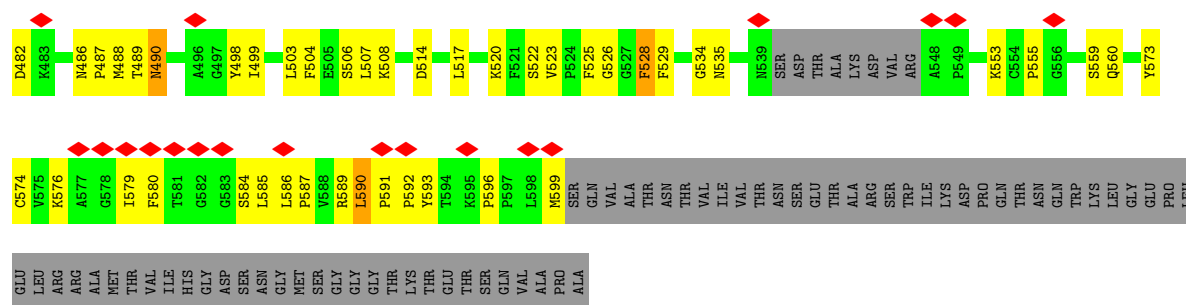 D482 K483 N486 P487 M488 T489 N490 A496 G497 Y498 I499 L503 F504 E505 S506 L507 K508 D514 L517 K520 F521 S522 V523 P524 F525 G526 G527 F528 F529 G534 N535 N539 SER ASP THR ALA LYS ASP VAL ARG A548 P549 K553 C554 P555 G556 S559 Q560 Y573
C574 V575 K576 A577 G578 I579 F580 T581 G582 G583 S584 L585 L586 P587 V588 R589 L590 P591 P592 Y593 T594 K595 P596 P597 L598 M599 SER GLN VAL ALA THR ASN THR VAL ILE VAL THR ASN SER GLU THR ALA ARG SER TRP ILE LYS ASP PRO GLN THR ASN GLN TRP LYS LEU GLY GLU PRO
GLU LEU ARG ARG ALA MET THR VAL ILE HIS GLY ASP SER ASN GLY MET SER GLY GLY GLY THR LYS THR THR GLU THR SER GLN VAL ALA PRO ALA